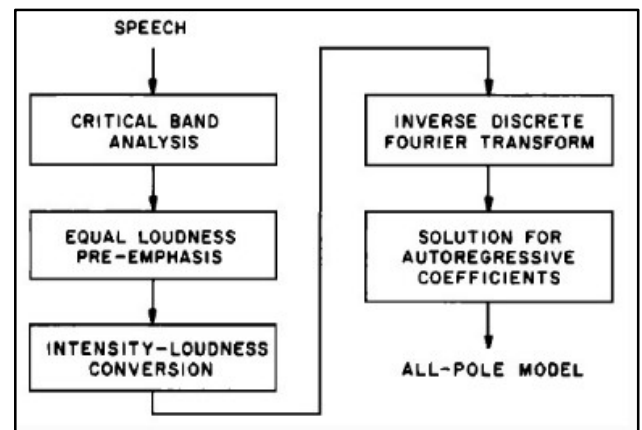 SPEECH
CRITICAL BAND
ANALYSIS
EQUAL LOUDNESS
PRE-EMPHASIS
INTENSITY-LOUDNESS
CONVERSION
INVERSE DISCRETE
FOURIER TRANSFORM
SOLUTION FOR
AUTOREGRESSIVE
COEFFICIENTS
ALL-POLE MODEL